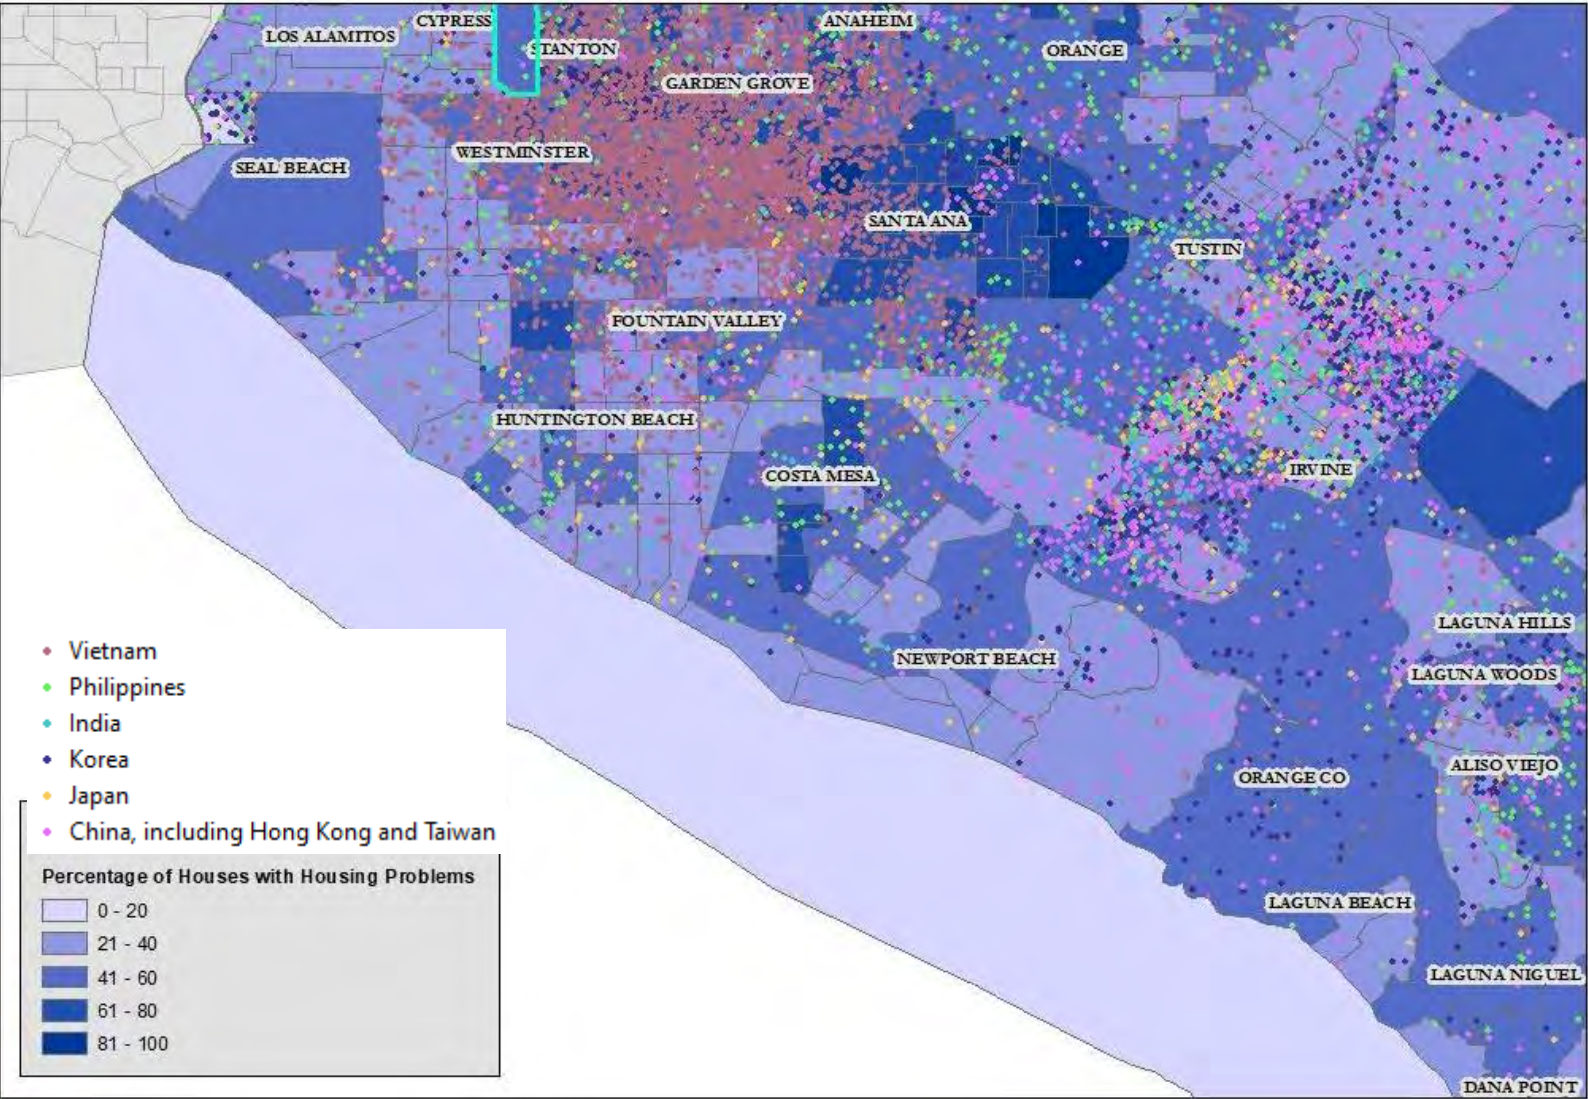 CYPRESS
ANAHEIM
LOS ALAMITOS
STANTON
ORANGE
GARDEN GROVE
WESTMINSTER
SEAL BEACH
SANTA ANA
TUSTIN
FOUNTAIN VALLEY
HUNTINGTON BEACH
IRVINE
COSTA MESA
LAGUNA HILLS
NEWPORT BEACH
LAGUNA WOODS
ALISO VIEJO
ORANGE CO
LAGUNA BEACH
LAGUNA NIGUEL
DANA POINT
Vietnam
Philippines
India
Korea
Japan
China, including Hong Kong and Taiwan
Percentage of Houses with Housing Problems
0 - 20
21 - 40
41 - 60
61 - 80
81 - 100